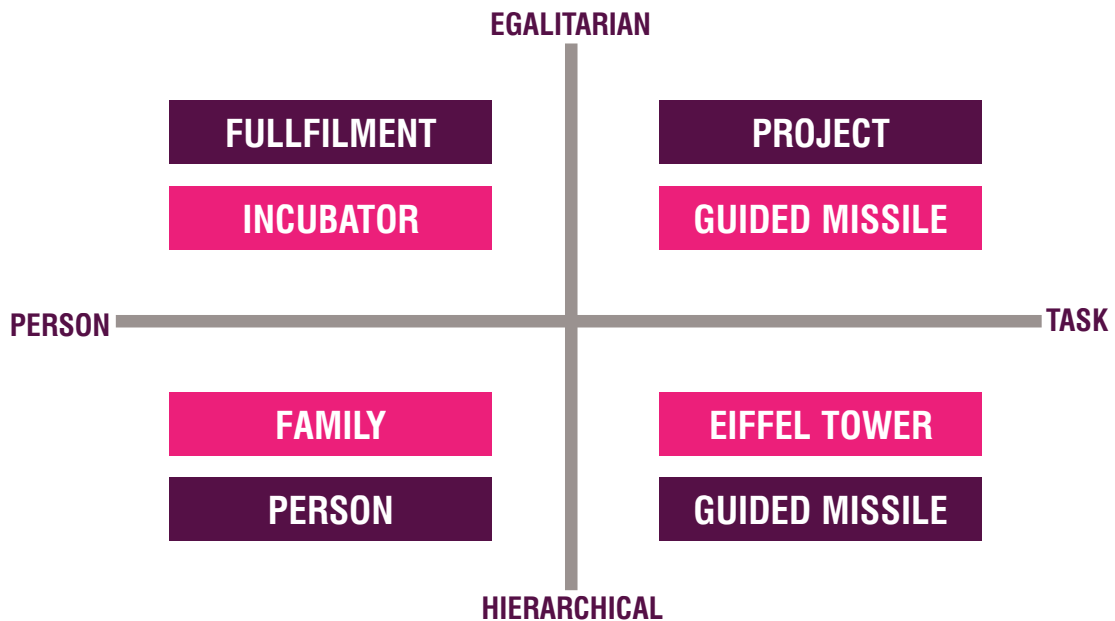 EGALITARIAN
FULLFILMENT
PROJECT
INCUBATOR
GUIDED MISSILE
PERSON
TASK
FAMILY
EIFFEL TOWER
PERSON
GUIDED MISSILE
HIERARCHICAL